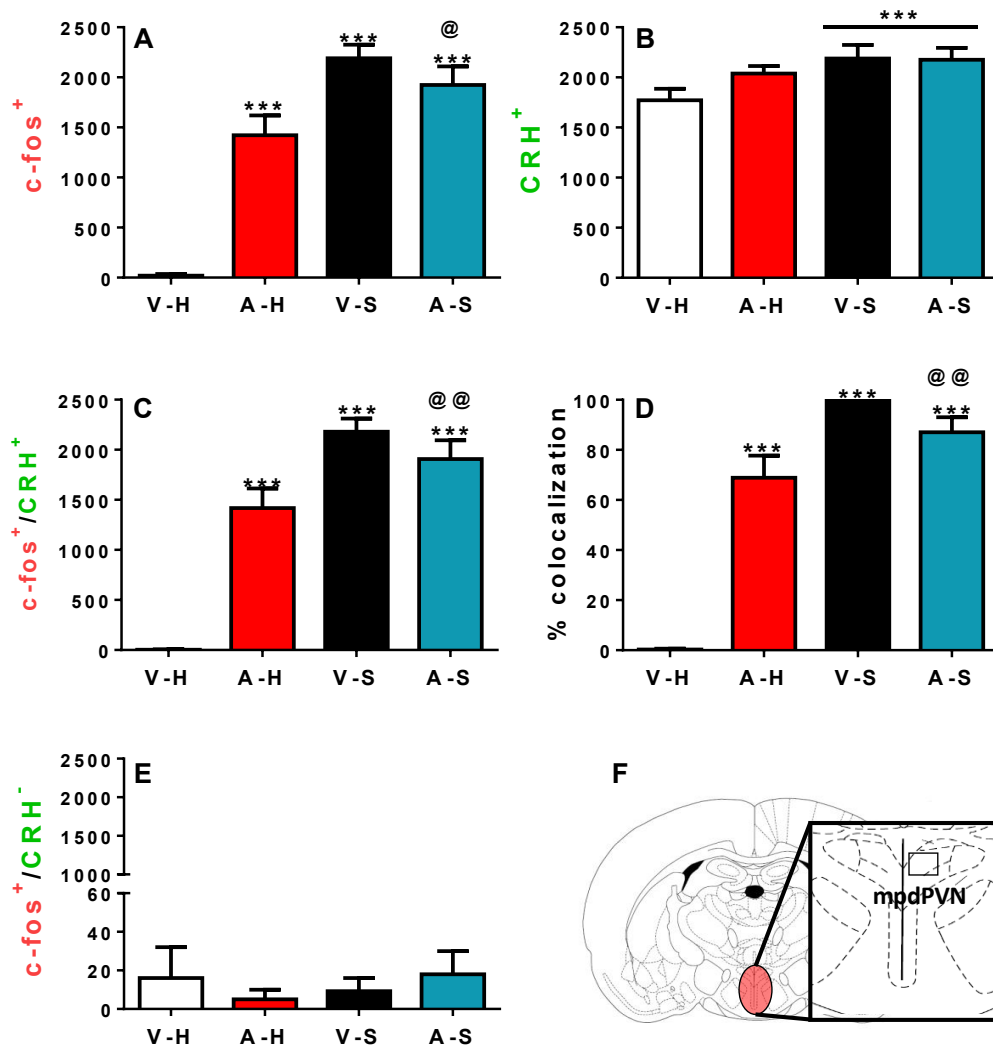 A
c-fos⁺
2500
2000
1500
1000
500
0
***
***
@
***
V-H A-H V-S A-S
B
CRH⁺
2500
2000
1500
1000
500
0
***
V-H A-H V-S A-S
C
c-fos⁺/CRH⁺
2500
2000
1500
1000
500
0
***
***
@@
***
V-H A-H V-S A-S
D
% colocalization
100
80
60
40
20
0
***
***
@@
***
V-H A-H V-S A-S
E
c-fos⁺/CRH⁻
2500
2000
1500
1000
60
40
20
0
V-H A-H V-S A-S
F
mpdPVN